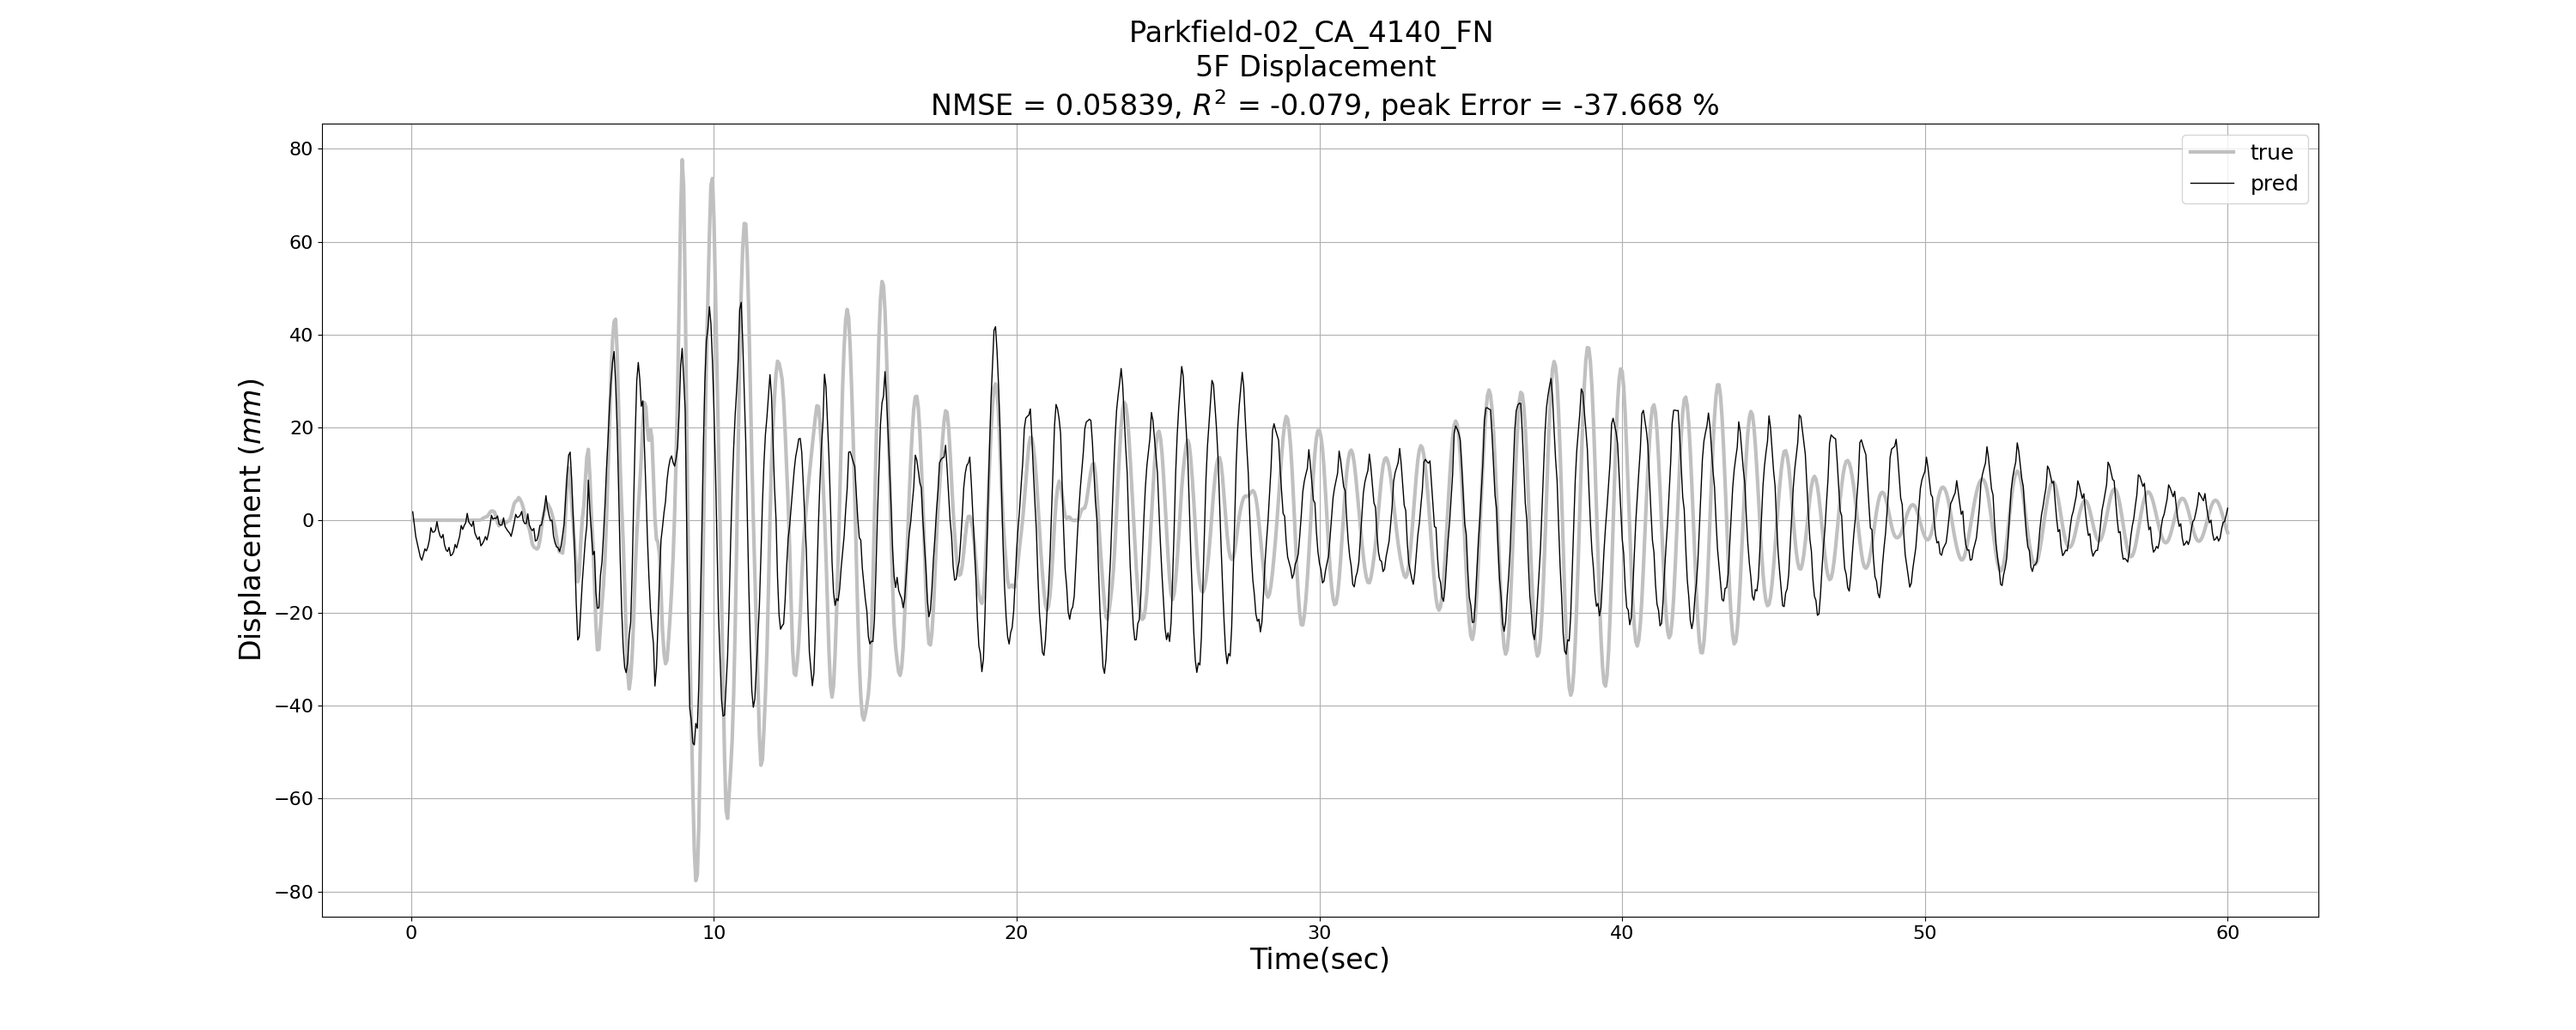 Parkfield-02_CA_4140_FN
5F Displacement
NMSE = 0.05839, R² = -0.079, peak Error = -37.668 %
true
pred
80
60
40
20
0
−20
−40
−60
−80
Displacement (mm)
0 10 20 30 40 50 60
Time(sec)